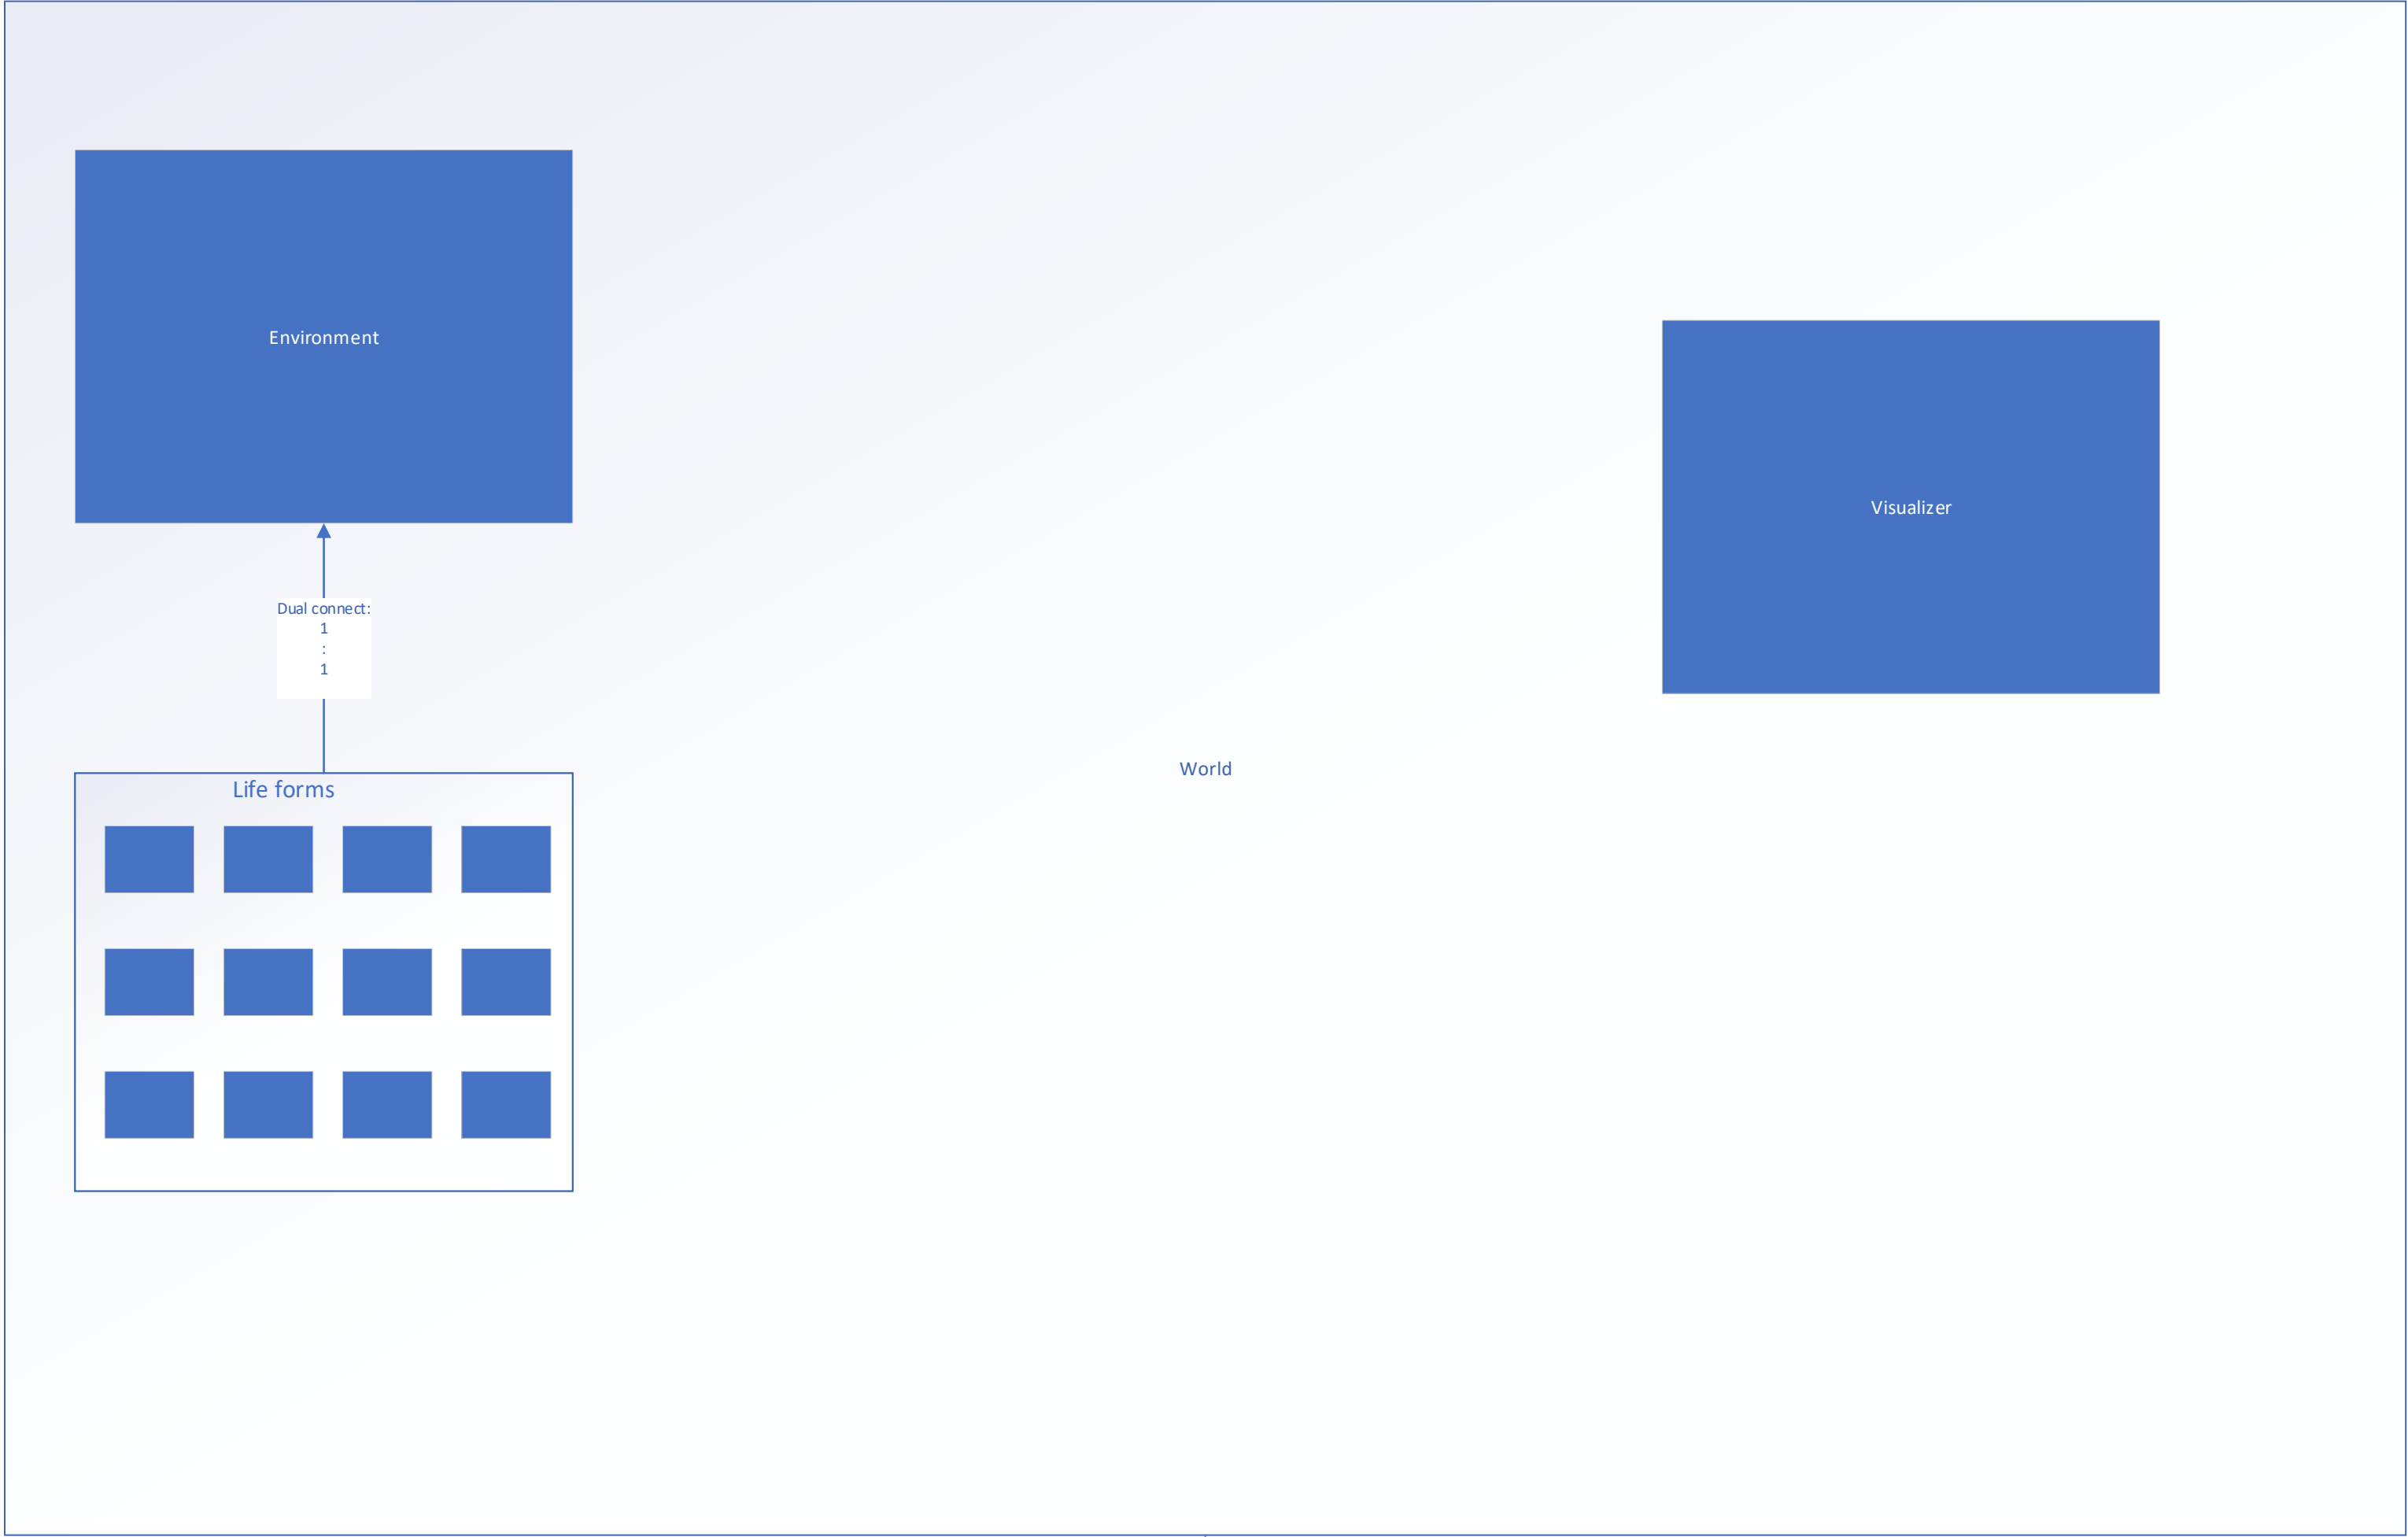 Environment
Visualizer
Dual connect:
1
:
1
World
Life forms